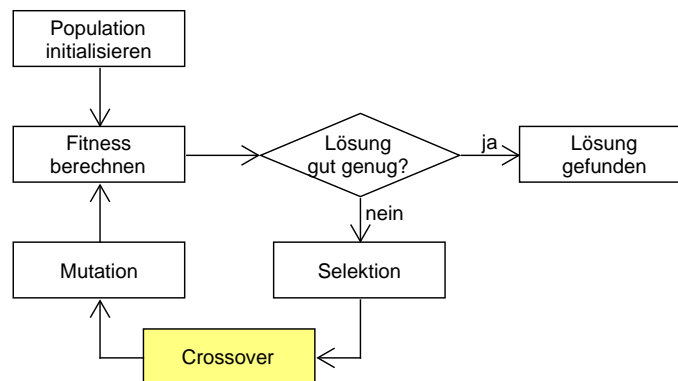 Population
initialisieren
Fitness
berechnen
Lösung
gut genug?
ja
Lösung
gefunden
nein
Mutation
Selektion
Crossover